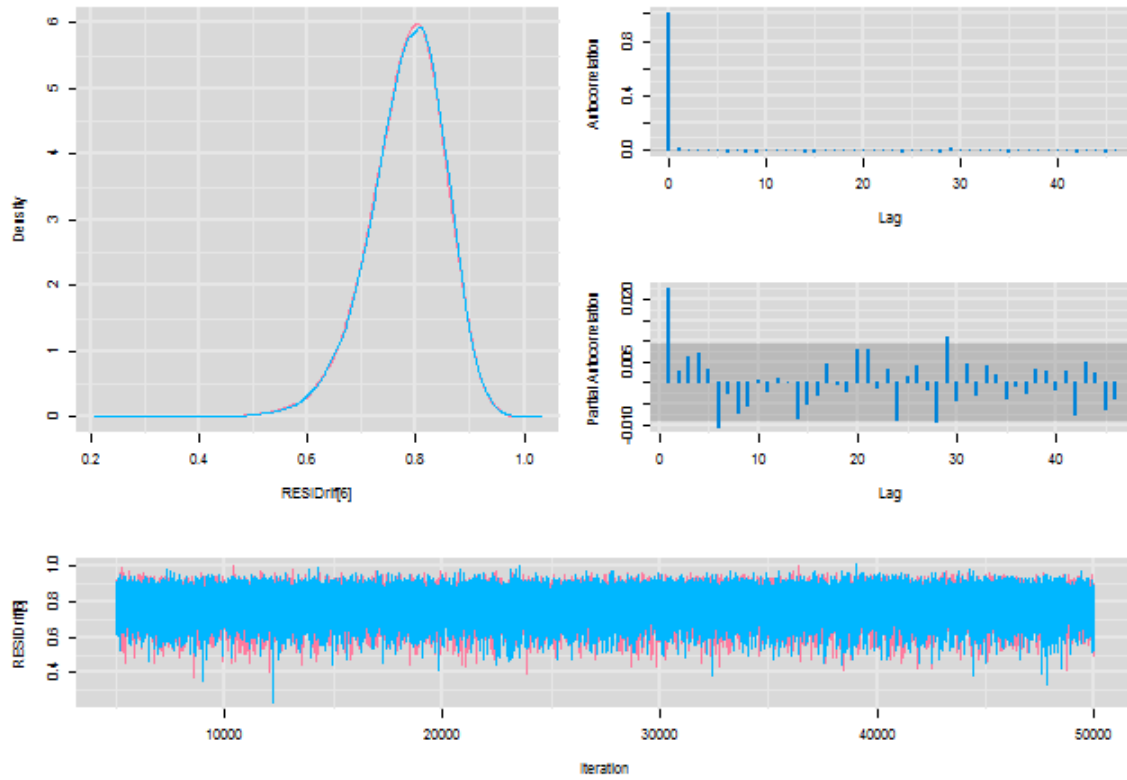 Density
0 1 2 3 4 5 6
0.2 0.4 0.6 0.8 1.0
RESIDrif[6]
Autocorrelation
0.0 0.4 0.8
0 10 20 30 40
Lag
Partial Autocorrelation
-0.010 0.005 0.020
0 10 20 30 40
Lag
RESIDrif[6]
0.4 0.6 0.8 1.0
10000 20000 30000 40000 50000
Iteration